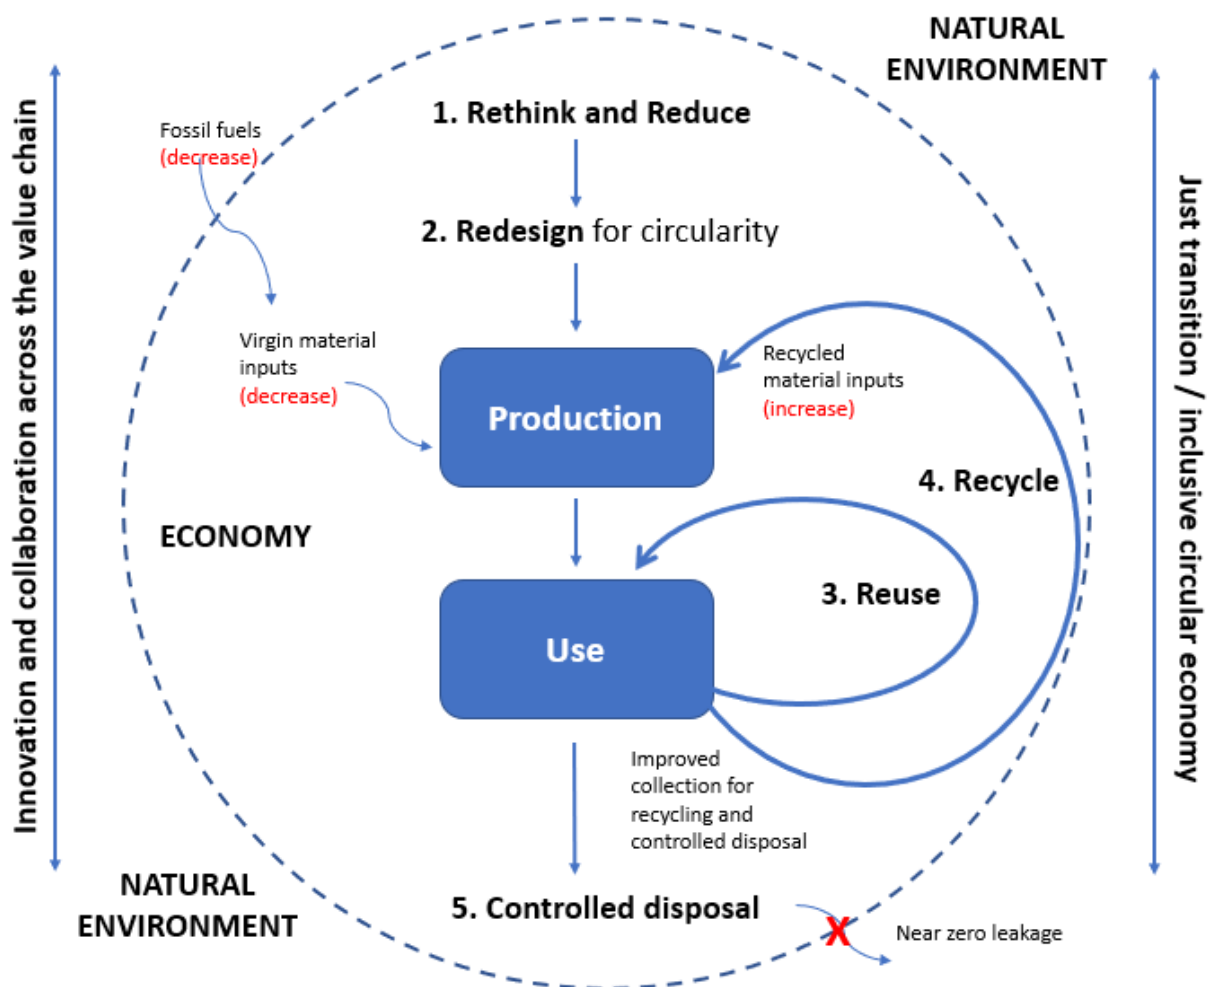 NATURAL
ENVIRONMENT
1. Rethink and Reduce
Fossil fuels
(decrease)
2. Redesign for circularity
Virgin material
inputs
(decrease)
Recycled
material inputs
(increase)
Production
4. Recycle
ECONOMY
3. Reuse
Use
Improved
collection for
recycling and
controlled disposal
NATURAL
ENVIRONMENT
5. Controlled disposal
X
Near zero leakage
Innovation and collaboration across the value chain
Just transition / inclusive circular economy